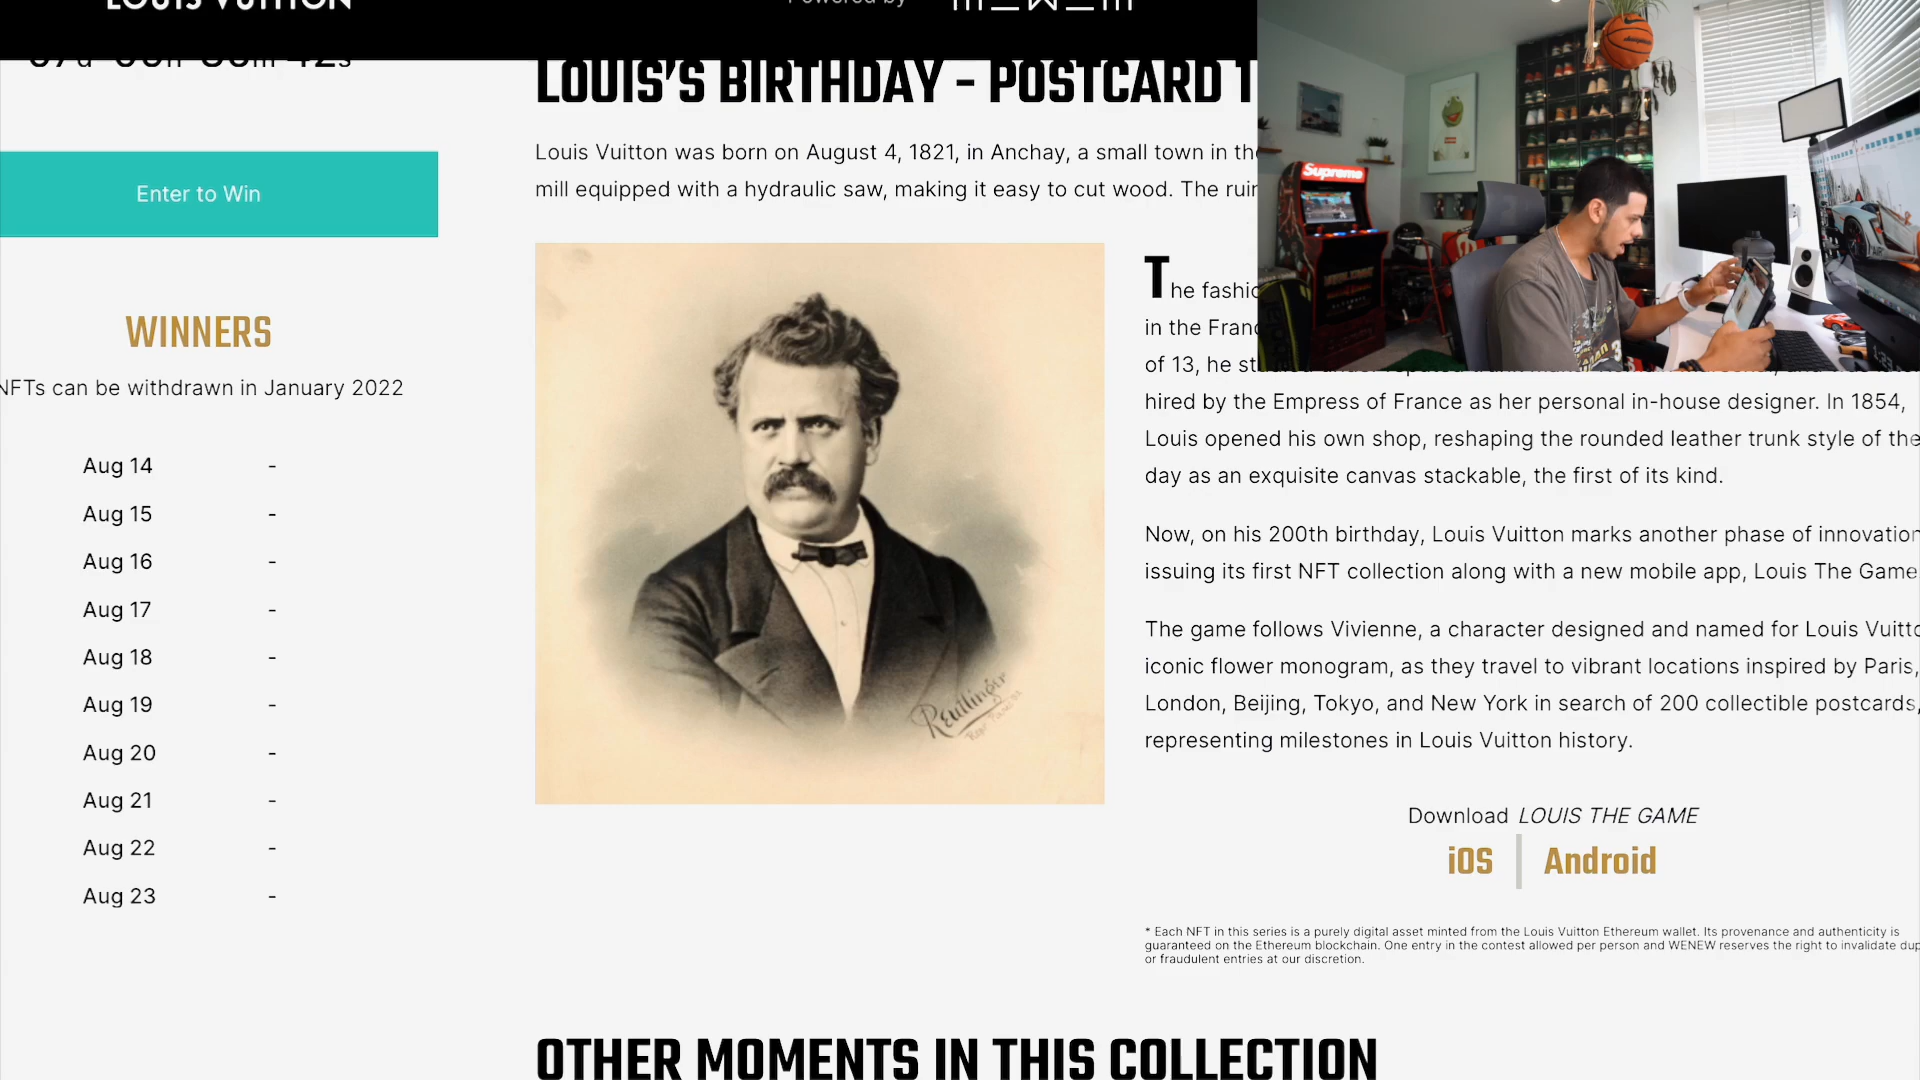 LOUIS VUITTON
Powered by
WENEW
LOUIS'S BIRTHDAY - POSTCARD
Louis Vuitton was born on August 4, 1821, in Anchay, a small town in the
mill equipped with a hydraulic saw, making it easy to cut wood. The
Enter to Win
WINNERS
NFTs can be withdrawn in January 2022
Aug 14 -
Aug 15 -
Aug 16 -
Aug 17 -
Aug 18 -
Aug 19 -
Aug 20 -
Aug 21 -
Aug 22 -
Aug 23 -
Reutlinger
The
in the
of 13, he
hired by the Empress of France as her personal in-house designer. In 1854,
Louis opened his own shop, reshaping the rounded leather trunk style of the
day as an exquisite canvas stackable, the first of its kind.
Now, on his 200th birthday, Louis Vuitton marks another phase of innovation
issuing its first NFT collection along with a new mobile app, Louis The Game
The game follows Vivienne, a character designed and named for Louis
iconic flower monogram, as they travel to vibrant locations inspired by Paris,
London, Beijing, Tokyo, and New York in search of 200 collectible postcards,
representing milestones in Louis Vuitton history.
Download LOUIS THE GAME
iOS | Android
* Each NFT in this series is a purely digital asset minted from the Louis Vuitton Ethereum wallet. Its provenance and authenticity is
guaranteed on the Ethereum blockchain. One entry in the contest allowed per person and WENEW reserves the right to invalidate
or fraudulent entries at our discretion.
OTHER MOMENTS IN THIS COLLECTION
Supreme